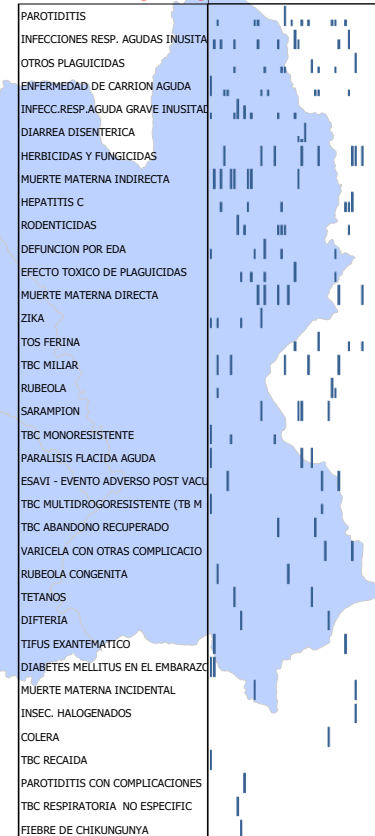 PAROTIDITIS
INFECCIONES RESP. AGUDAS INUSITA
OTROS PLAGUICIDAS
ENFERMEDAD DE CARRION AGUDA
INFECC.RESP.AGUDA GRAVE INUSITAD
DIARREA DISENTERICA
HERBICIDAS Y FUNGICIDAS
MUERTE MATERNA INDIRECTA
HEPATITIS C
RODENTICIDAS
DEFUNCION POR EDA
EFECTO TOXICO DE PLAGUICIDAS
MUERTE MATERNA DIRECTA
ZIKA
TOS FERINA
TBC MILIAR
RUBEOLA
SARAMPION
TBC MONORESISTENTE
PARALISIS FLACIDA AGUDA
ESAVI - EVENTO ADVERSO POST VACU
TBC MULTIDROGORESISTENTE (TB M
TBC ABANDONO RECUPERADO
VARICELA CON OTRAS COMPLICACIO
RUBEOLA CONGENITA
TETANOS
DIFTERIA
TIFUS EXANTEMATICO
DIABETES MELLITUS EN EL EMBARAZO
MUERTE MATERNA INCIDENTAL
INSEC. HALOGENADOS
COLERA
TBC RECAIDA
PAROTIDITIS CON COMPLICACIONES
TBC RESPIRATORIA NO ESPECIFIC
FIEBRE DE CHIKUNGUNYA